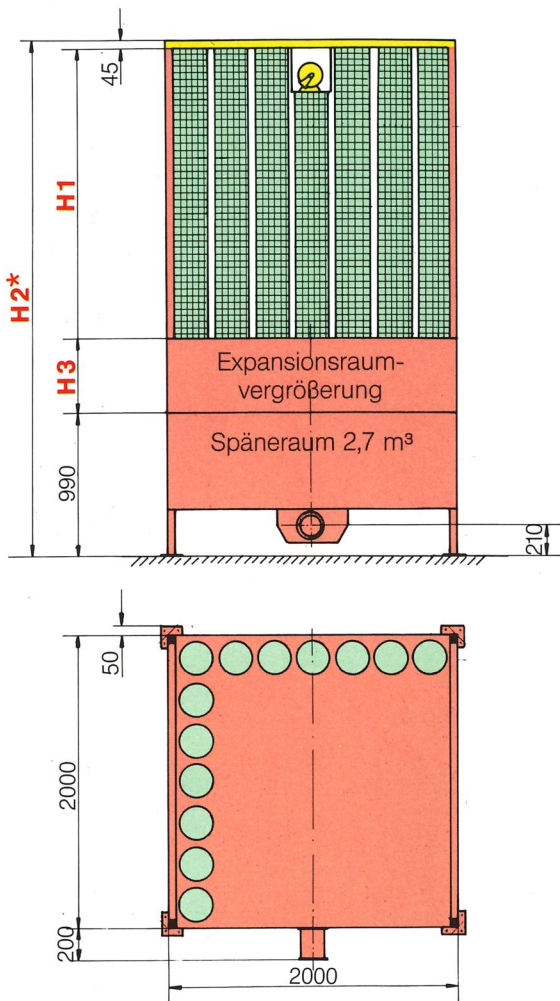 45
H1
H2*
H3
Expansionsraum-
vergrößerung
Späneraum 2,7 m³
990
210
50
2000
200
2000